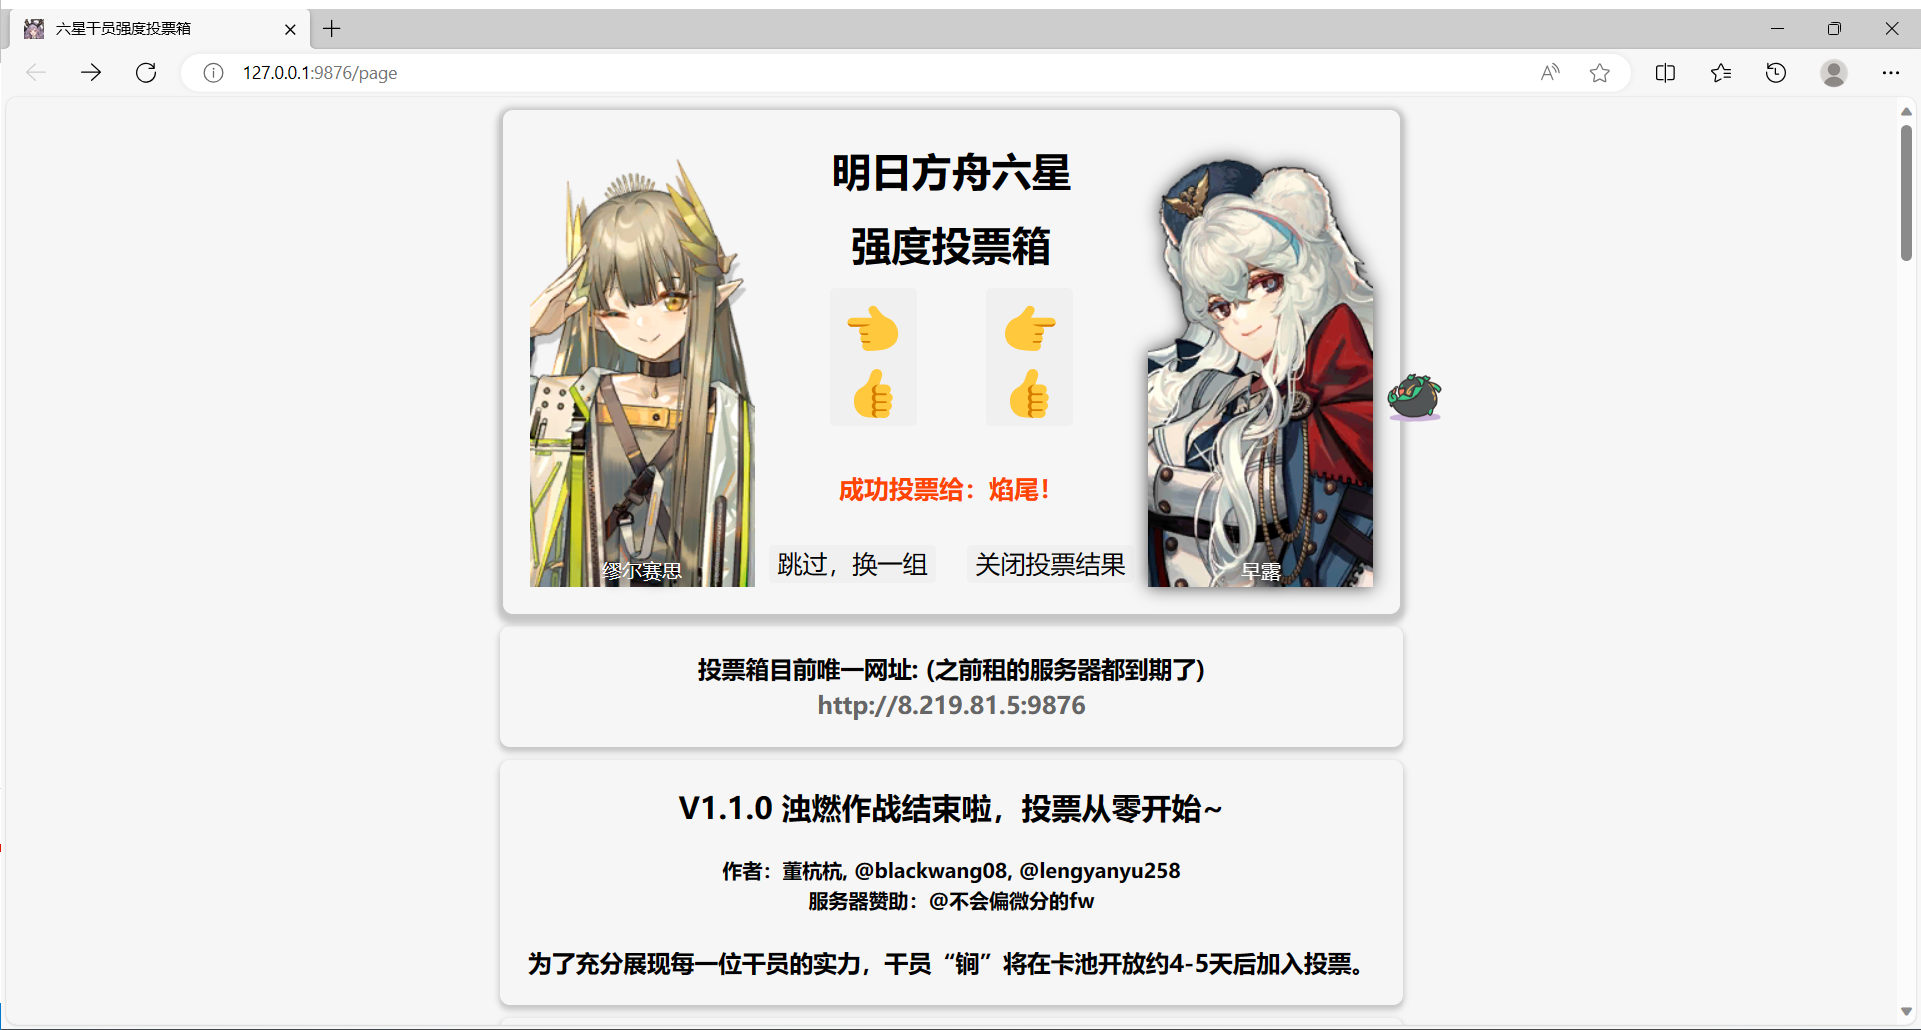 六星干员强度投票箱
127.0.0.1:9876/page
明日方舟六星
强度投票箱
成功投票给：焰尾！
跳过，换一组
关闭投票结果
缪尔赛思
早露
投票箱目前唯一网址: (之前租的服务器都到期了)
http://8.219.81.5:9876
V1.1.0 浊燃作战结束啦，投票从零开始~
作者：董杭杭, @blackwang08, @lengyanyu258
服务器赞助：@不会偏微分的fw
为了充分展现每一位干员的实力，干员“锏”将在卡池开放约4-5天后加入投票。